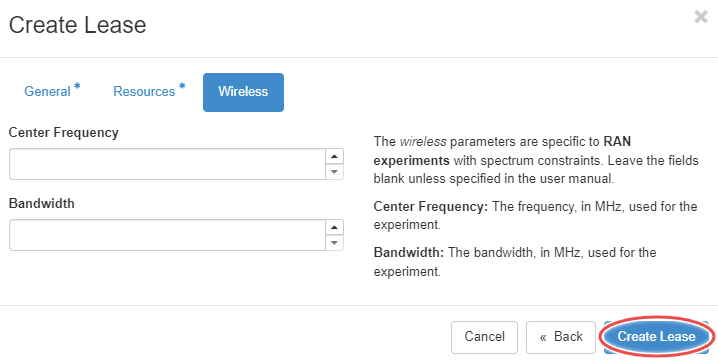 Create Lease ×
General * Resources * Wireless
Center Frequency
Bandwidth
The wireless parameters are specific to RAN
experiments with spectrum constraints. Leave the fields
blank unless specified in the user manual.
Center Frequency: The frequency, in MHz, used for the
experiment.
Bandwidth: The bandwidth, in MHz, used for the
experiment.
Cancel « Back Create Lease